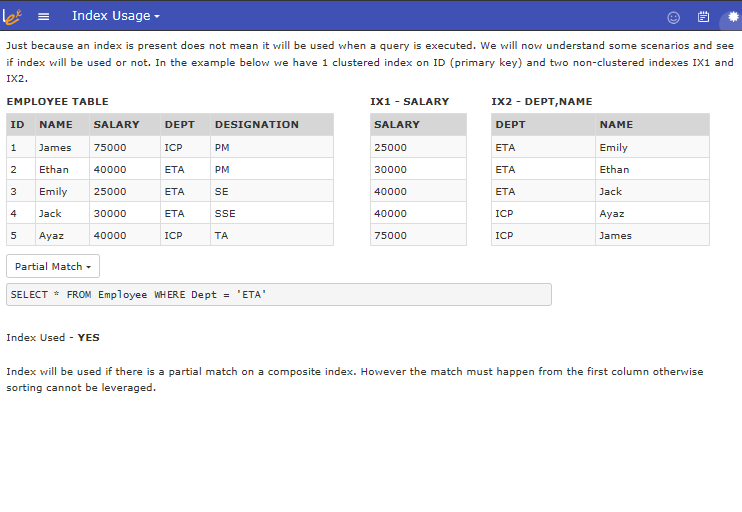 Lex Index Usage
Just because an index is present does not mean it will be used when a query is executed. We will now understand some scenarios and see
if index will be used or not. In the example below we have 1 clustered index on ID (primary key) and two non-clustered indexes IX1 and
IX2.
EMPLOYEE TABLE IX1 - SALARY IX2 - DEPT,NAME
ID NAME SALARY DEPT DESIGNATION SALARY DEPT NAME
1 James 75000 ICP PM 25000 ETA Emily
2 Ethan 40000 ETA PM 30000 ETA Ethan
3 Emily 25000 ETA SE 40000 ETA Jack
4 Jack 30000 ETA SSE 40000 ICP Ayaz
5 Ayaz 40000 ICP TA 75000 ICP James
Partial Match
SELECT * FROM Employee WHERE Dept = 'ETA'
Index Used - YES
Index will be used if there is a partial match on a composite index. However the match must happen from the first column otherwise
sorting cannot be leveraged.